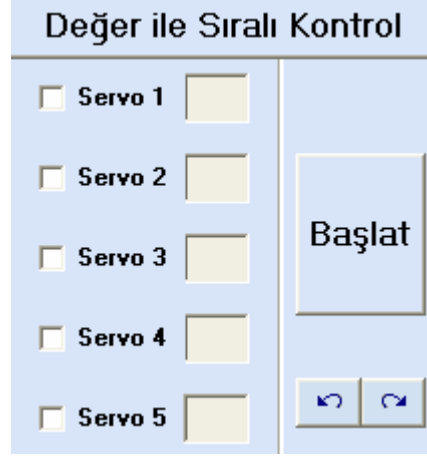 Değer ile Sıralı Kontrol
Servo 1
Servo 2
Servo 3
Servo 4
Servo 5
Başlat